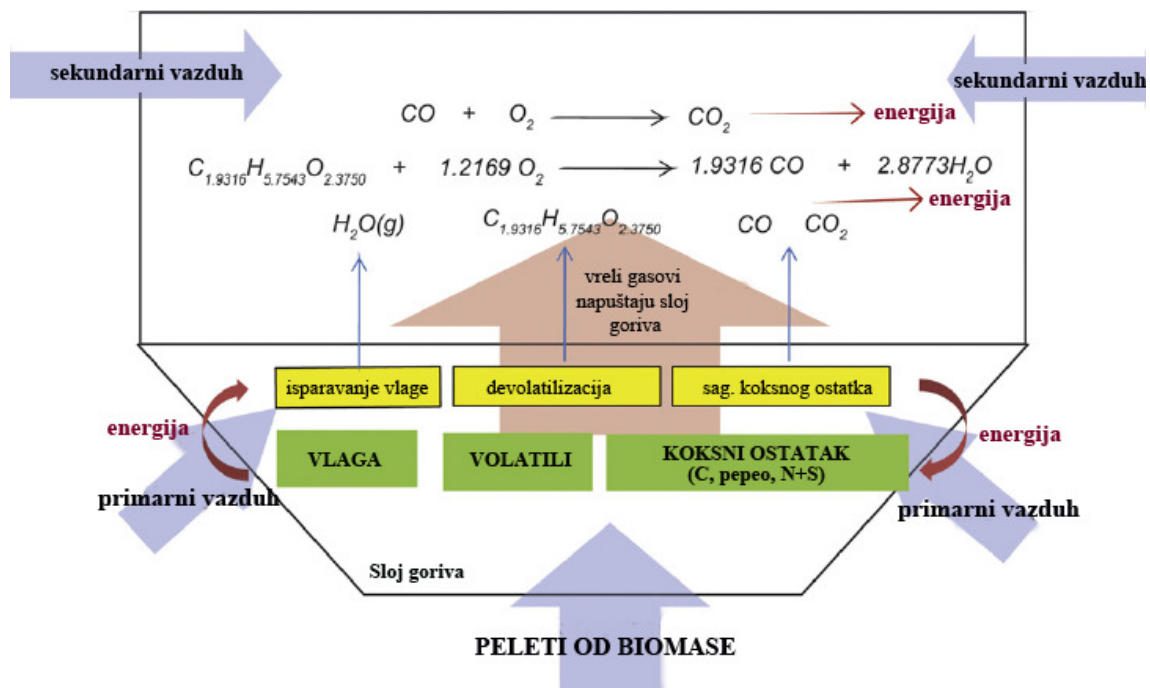 sekundarni vazduh
sekundarni vazduh
CO + O₂ → CO₂ → energija
C₁.₉₃₁₆H₅.₇₅₄₃O₂.₃₇₅₀ + 1.2169 O₂ → 1.9316 CO + 2.8773H₂O
→ energija
H₂O(g) C₁.₉₃₁₆H₅.₇₅₄₃O₂.₃₇₅₀ CO CO₂
vreli gasovi
napuštaju sloj
goriva
isparavanje vlage
devolatilizacija
sag. koksnog ostatka
energija
energija
VLAGA
VOLATILI
KOKSNI OSTATAK
(C, pepeo, N+S)
primarni vazduh
primarni vazduh
Sloj goriva
PELETI OD BIOMASE